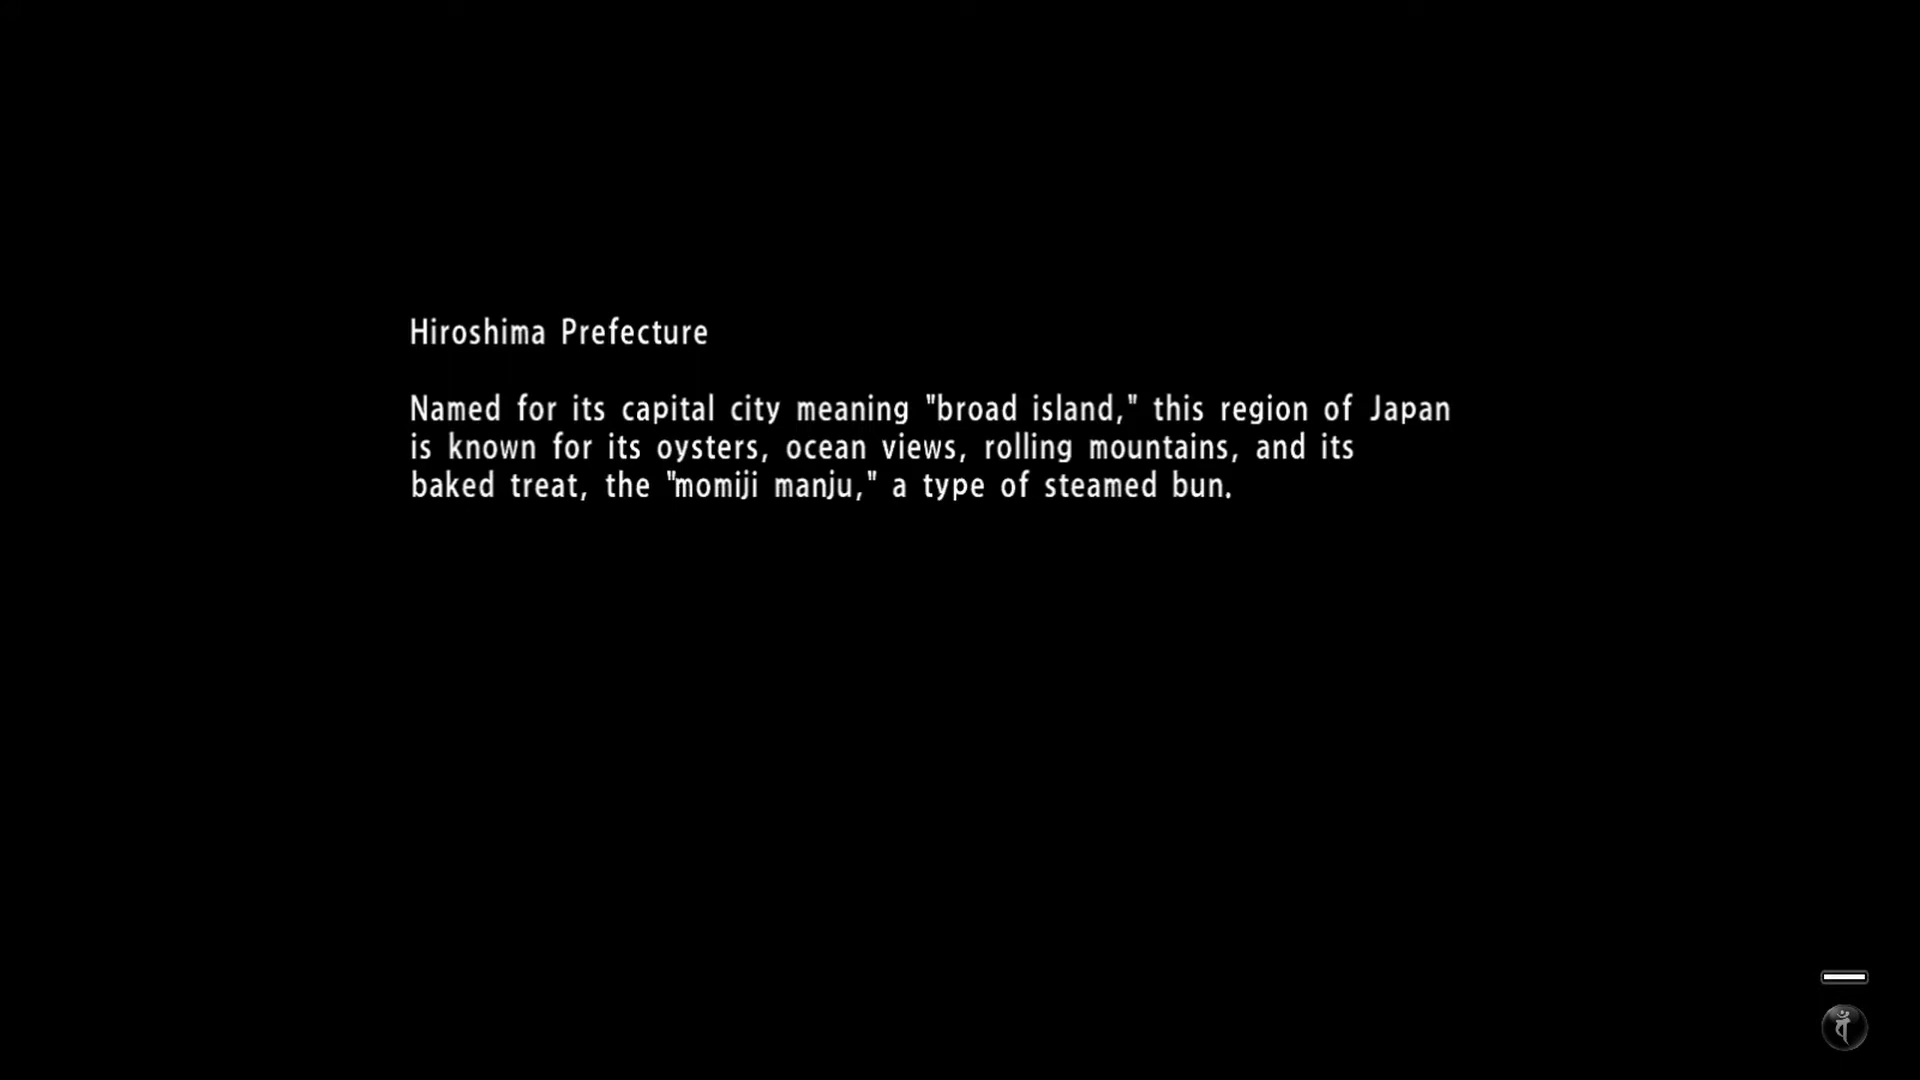 Hiroshima Prefecture
Named for its capital city meaning "broad island," this region of Japan
is known for its oysters, ocean views, rolling mountains, and its
baked treat, the "momiji manju," a type of steamed bun.